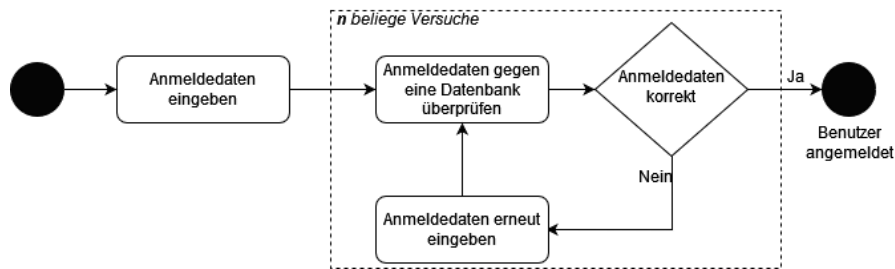 n beliege Versuche
Anmeldedaten
eingeben
Anmeldedaten gegen
eine Datenbank
überprüfen
Anmeldedaten
korrekt
Ja
Benutzer
angemeldet
Nein
Anmeldedaten erneut
eingeben